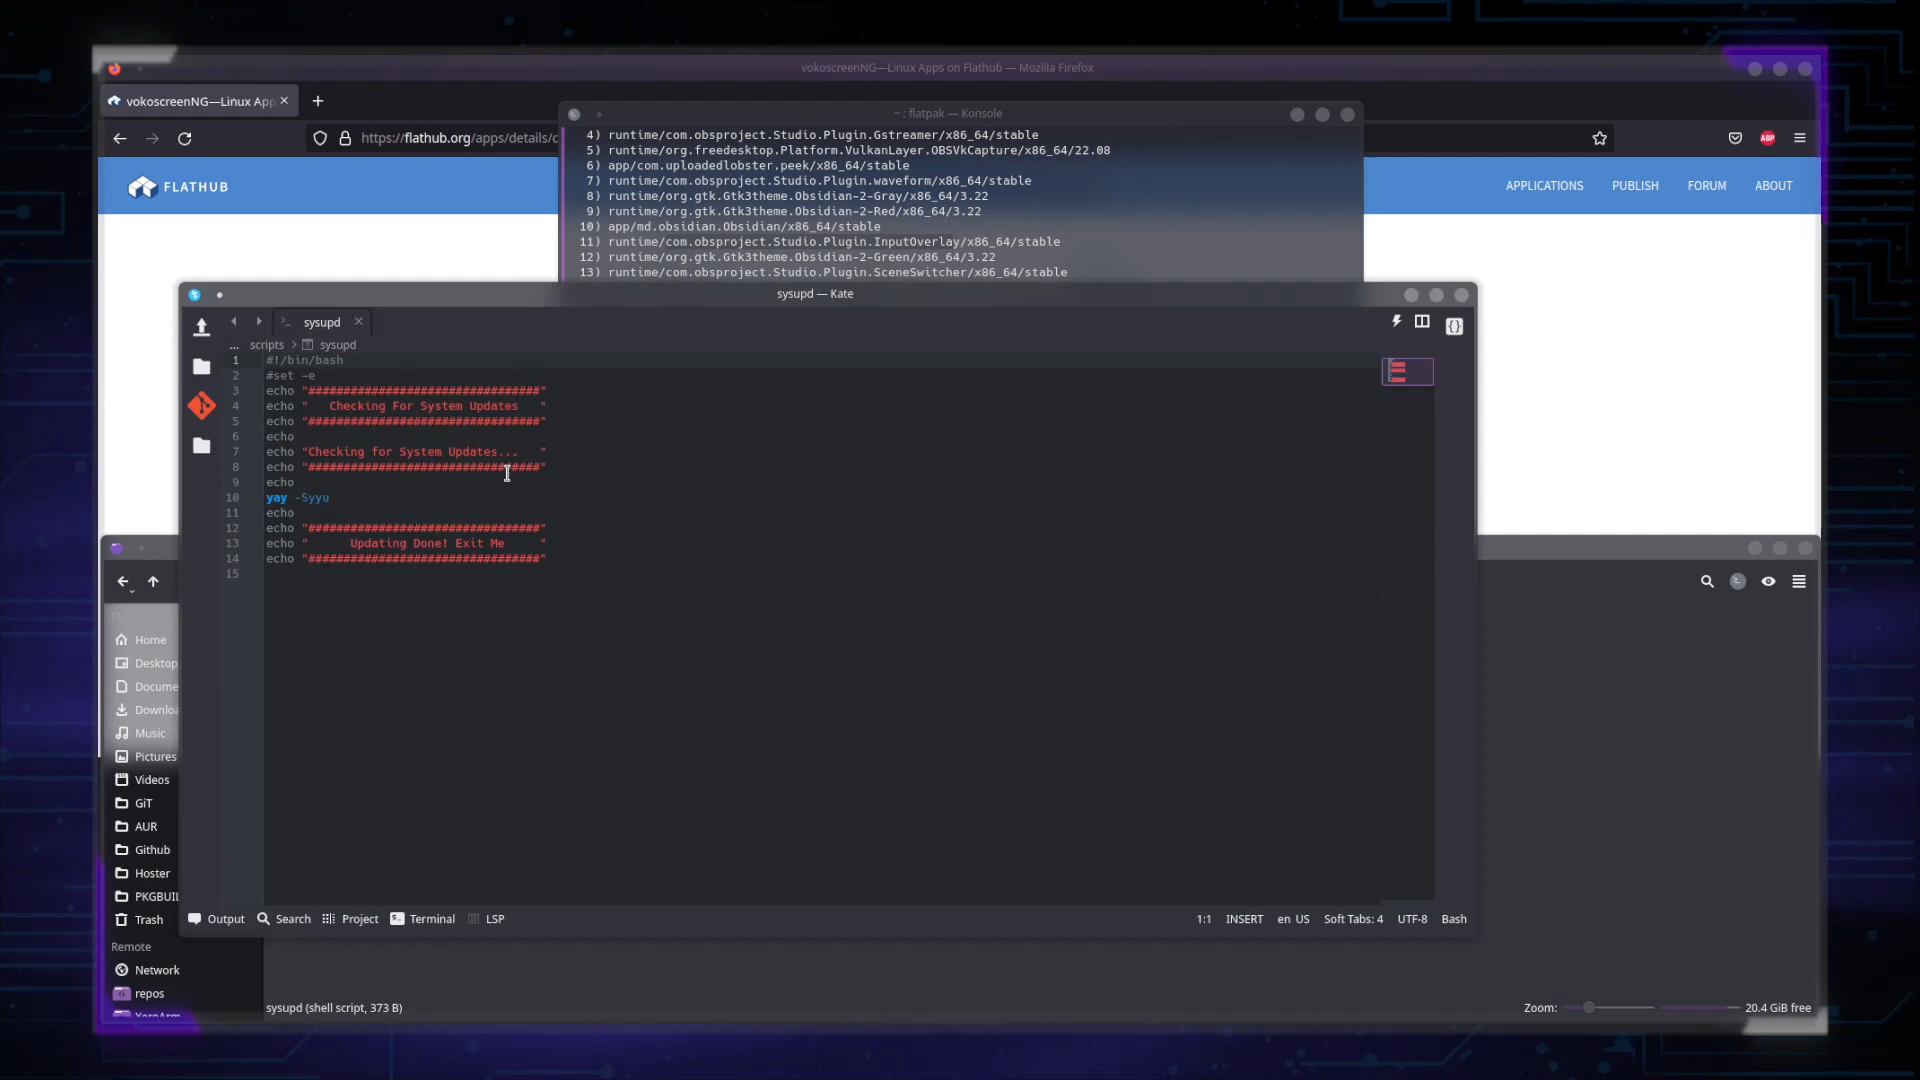 vokoscreenNG—Linux Apps on Flathub — Mozilla Firefox
vokoscreenNG—Linux App
~ : flatpak — Konsole
https://flathub.org/apps/details/c
ABP
4) runtime/com.obsproject.Studio.Plugin.Gstreamer/x86_64/stable
5) runtime/org.freedesktop.Platform.VulkanLayer.OBSVkCapture/x86_64/22.08
6) app/com.uploadedlobster.peek/x86_64/stable
7) runtime/com.obsproject.Studio.Plugin.waveform/x86_64/stable
8) runtime/org.gtk.Gtk3theme.Obsidian-2-Gray/x86_64/3.22
9) runtime/org.gtk.Gtk3theme.Obsidian-2-Red/x86_64/3.22
10) app/md.obsidian.Obsidian/x86_64/stable
11) runtime/com.obsproject.Studio.Plugin.InputOverlay/x86_64/stable
12) runtime/org.gtk.Gtk3theme.Obsidian-2-Green/x86_64/3.22
13) runtime/com.obsproject.Studio.Plugin.SceneSwitcher/x86_64/stable
FLATHUB
APPLICATIONS PUBLISH FORUM ABOUT
sysupd — Kate
sysupd
... scripts > sysupd
1 #!/bin/bash
2 #set -e
3 echo "#################################"
4 echo "   Checking For System Updates   "
5 echo "#################################"
6 echo
7 echo "Checking for System Updates...   "
8 echo "#################################"
9 echo
10 yay -Syyu
11 echo
12 echo "#################################"
13 echo "      Updating Done! Exit Me     "
14 echo "#################################"
15
Output Search Project Terminal LSP
1:1 INSERT en US Soft Tabs: 4 UTF-8 Bash
Home
Desktop
Docume
Downloa
Music
Pictures
Videos
GiT
AUR
Github
Hoster
PKGBUIL
Trash
Remote
Network
repos
sysupd (shell script, 373 B)
Zoom: 20.4 GiB free